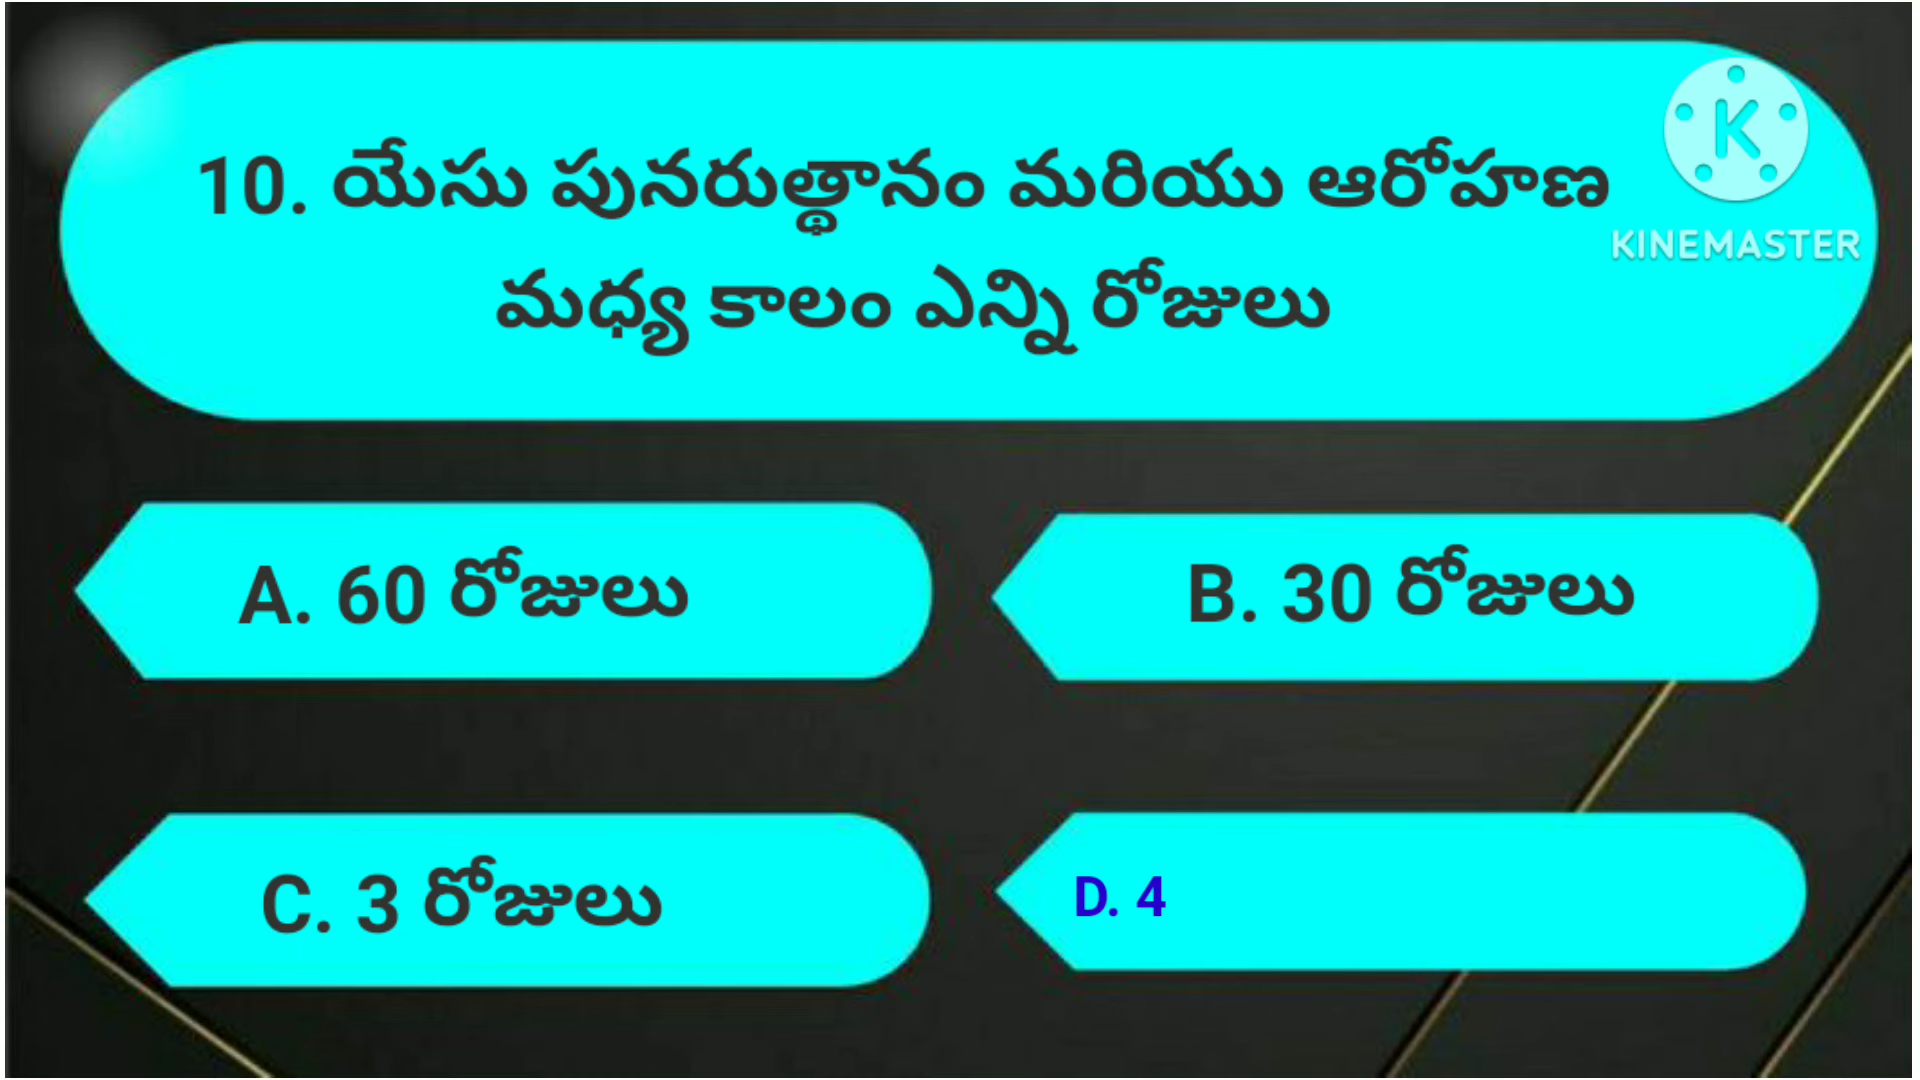 10. యేసు పునరుత్థానం మరియు ఆరోహణ
మధ్య కాలం ఎన్ని రోజులు
K
KINEMASTER
A. 60 రోజులు
B. 30 రోజులు
C. 3 రోజులు
D. 4